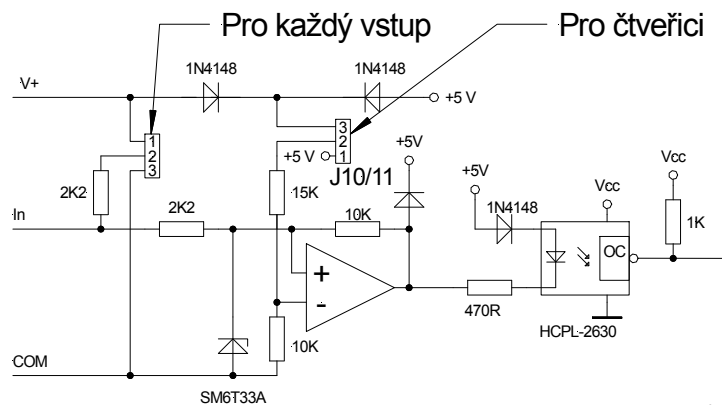 Pro každý vstup
Pro čtveřici
1N4148
1N4148
V+
+5 V
1
2
3
3
2
1
+5 V
J10/11
+5V
+5V
Vcc
Vcc
2K2
15K
1N4148
1K
In
2K2
10K
OC
+
-
470R
HCPL-2630
10K
COM
SM6T33A